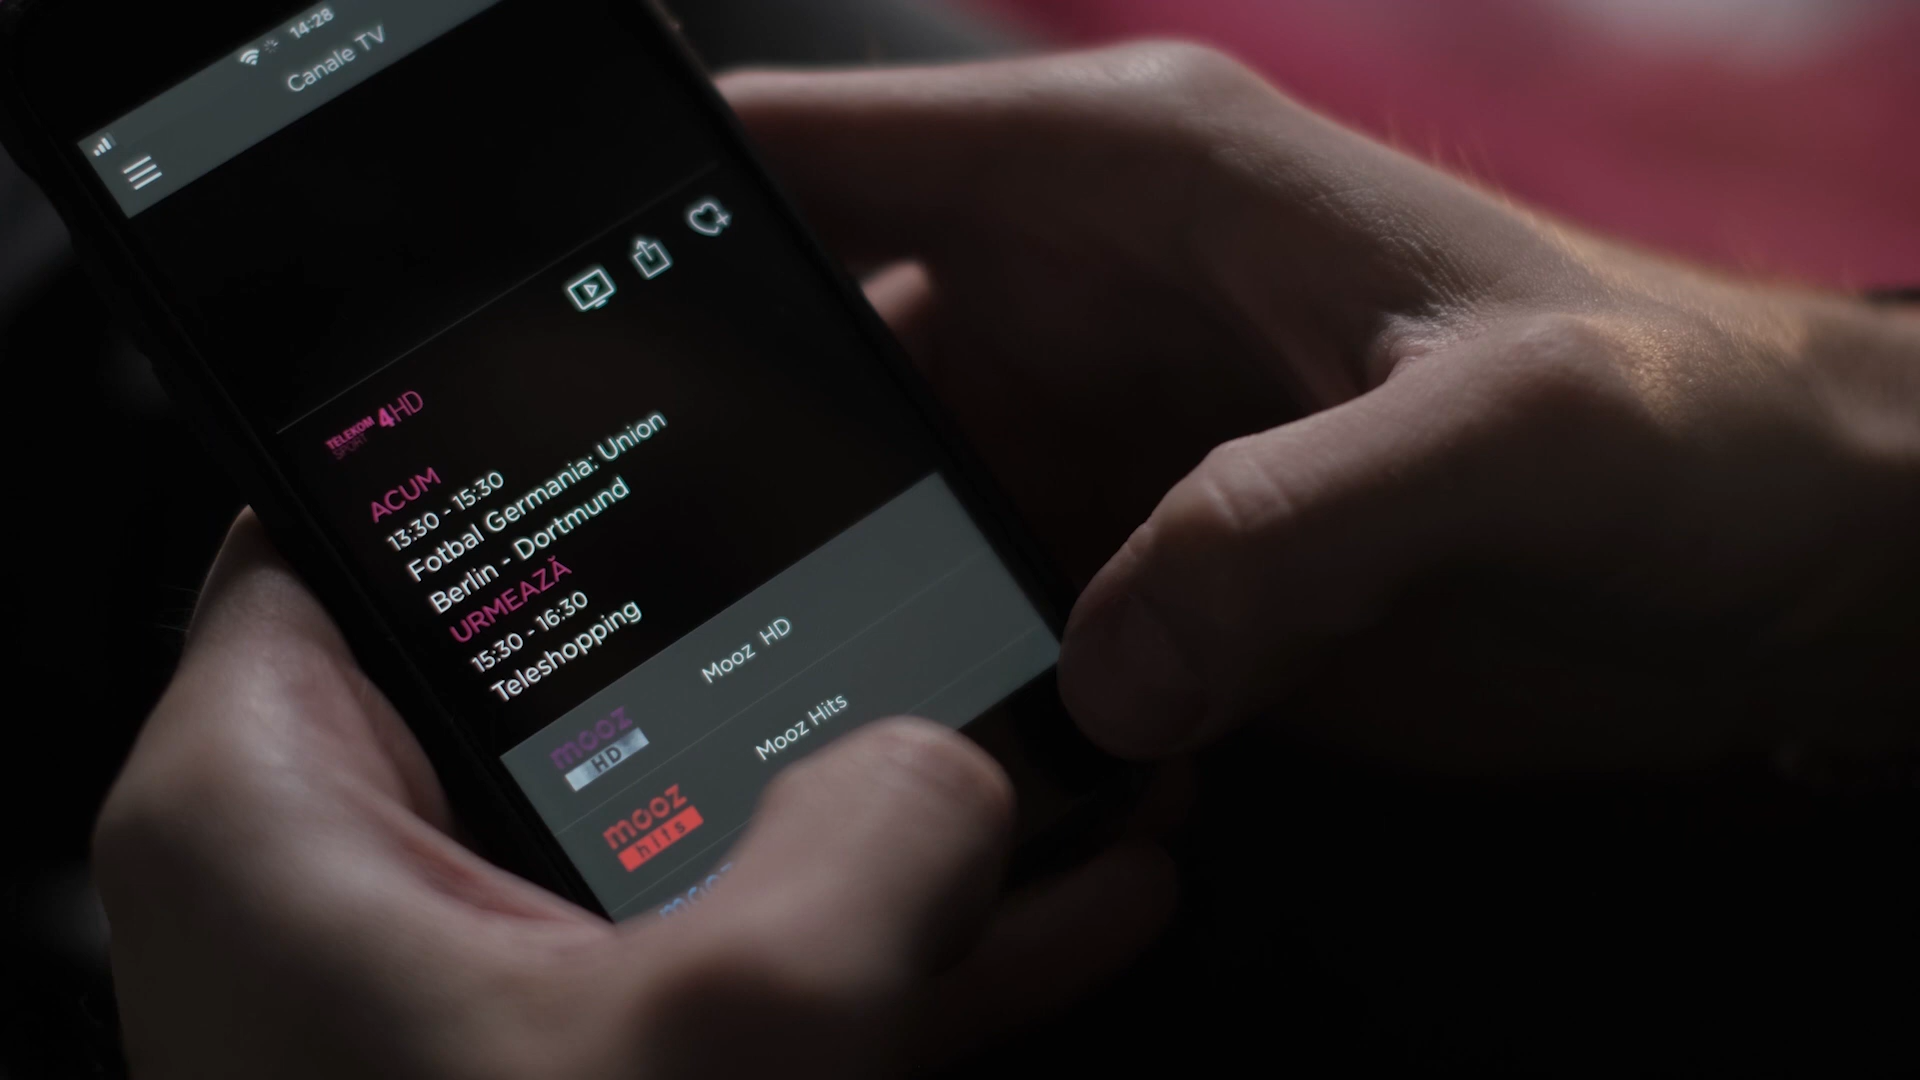 14:28
Canale TV
TELEKOM
SPORT
4HD
ACUM
13:30 - 15:30
Fotbal Germania: Union
Berlin - Dortmund
URMEAZĂ
15:30 - 16:30
Teleshopping
mooz
HD
Mooz HD
mooz
hits
Mooz Hits
mooz